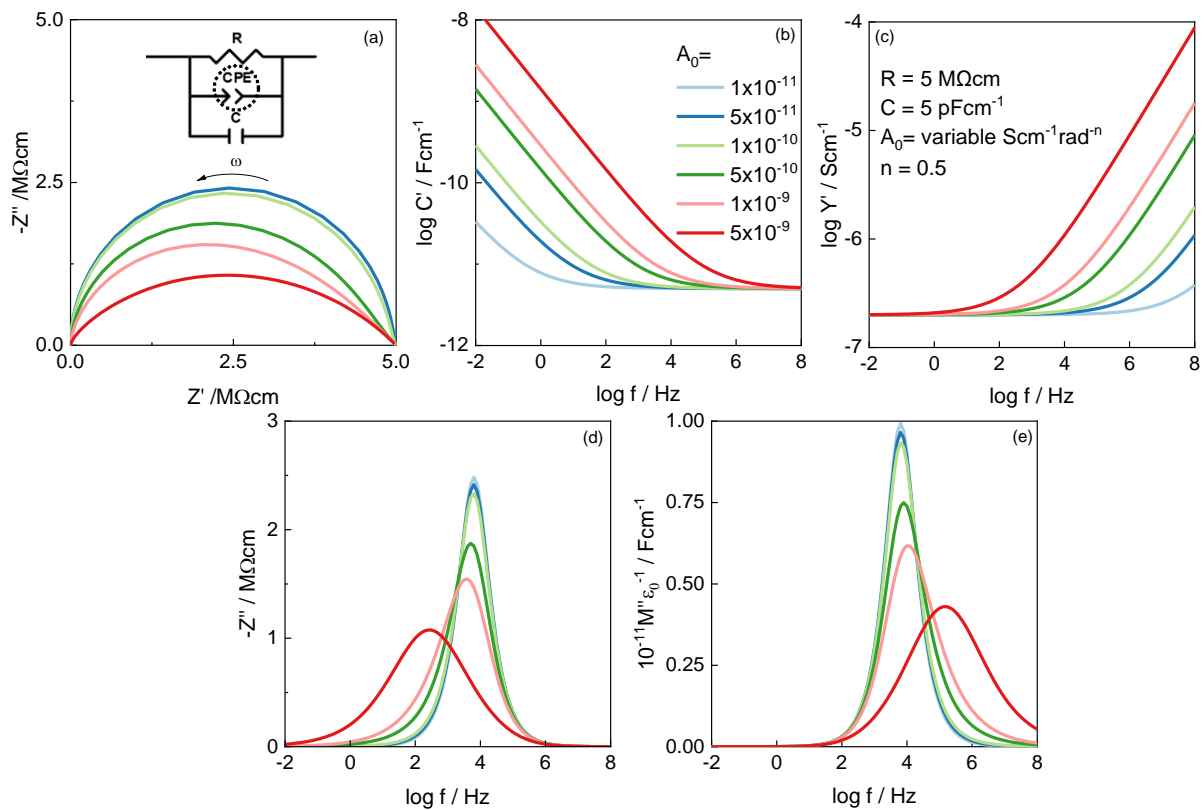 5.0
2.5
0.0
-Z'' /MΩcm
R
CPE
C
ω
(a)
0.0 2.5 5.0
Z' /MΩcm
-8
-10
-12
log C' / Fcm⁻¹
(b)
A₀=
1x10⁻¹¹
5x10⁻¹¹
1x10⁻¹⁰
5x10⁻¹⁰
1x10⁻⁹
5x10⁻⁹
-2 0 2 4 6 8
log f / Hz
-4
-5
-6
-7
log Y' / Scm⁻¹
(c)
R = 5 MΩcm
C = 5 pFcm⁻¹
A₀= variable Scm⁻¹rad⁻ⁿ
n = 0.5
-2 0 2 4 6 8
log f / Hz
3
2
1
0
-Z'' / MΩcm
(d)
-2 0 2 4 6 8
log f / Hz
1.00
0.75
0.50
0.25
0.00
10⁻¹¹M''ε₀⁻¹ / Fcm⁻¹
(e)
-2 0 2 4 6 8
log f / Hz